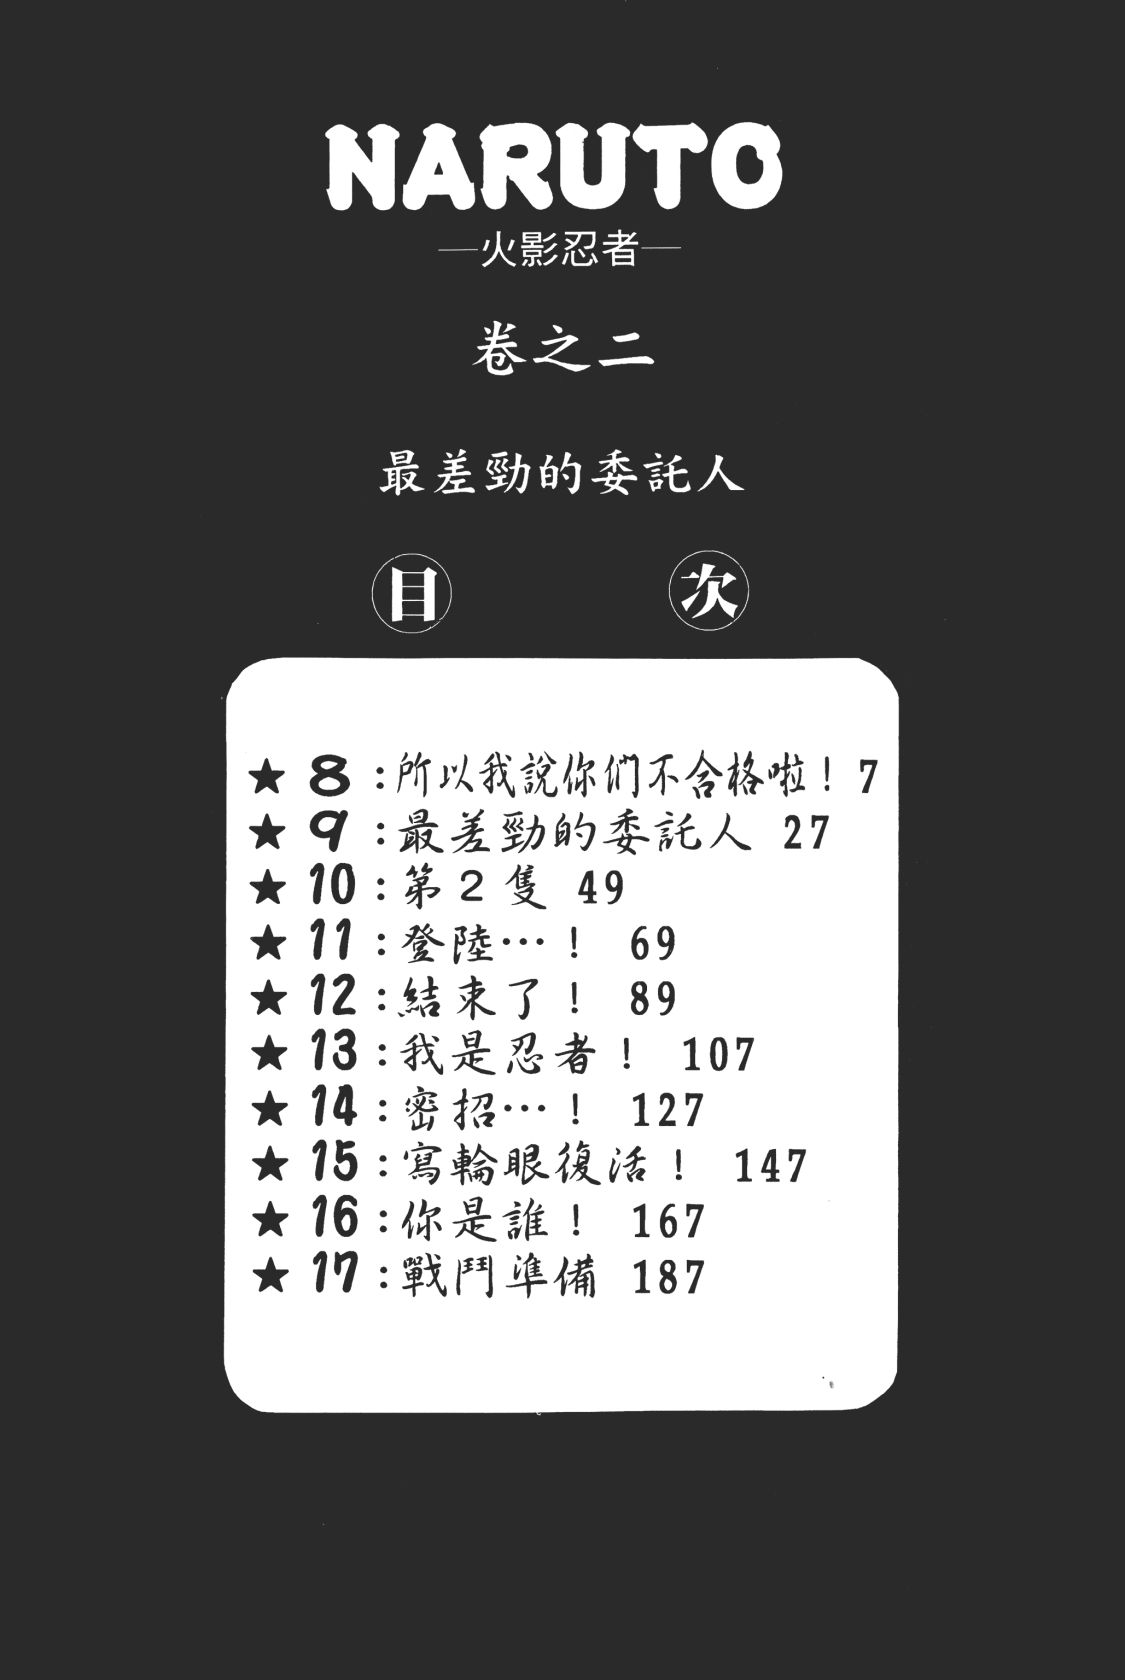 NARUTO
—火影忍者—
卷之二
最差勁的委託人
目 次
★ 8：所以我說你們不合格啦！7
★ 9：最差勁的委託人 27
★ 10：第2隻 49
★ 11：登陸…！ 69
★ 12：結束了！ 89
★ 13：我是忍者！ 107
★ 14：密招…！ 127
★ 15：寫輪眼復活！ 147
★ 16：你是誰！ 167
★ 17：戰鬥準備 187